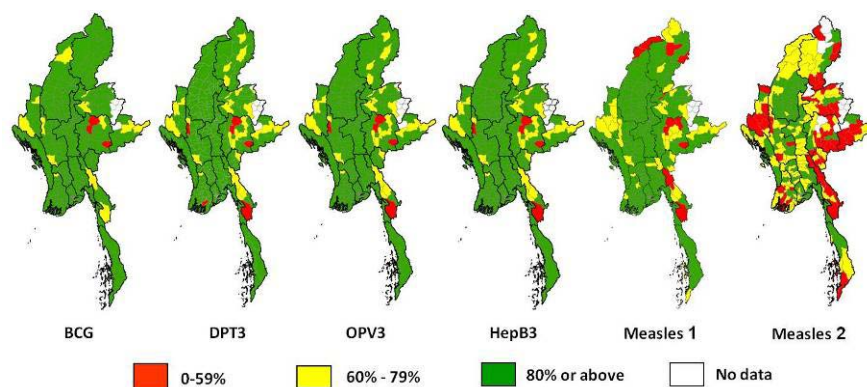 BCG DPT3 OPV3 HepB3 Measles 1 Measles 2
0-59% 60% - 79% 80% or above No data